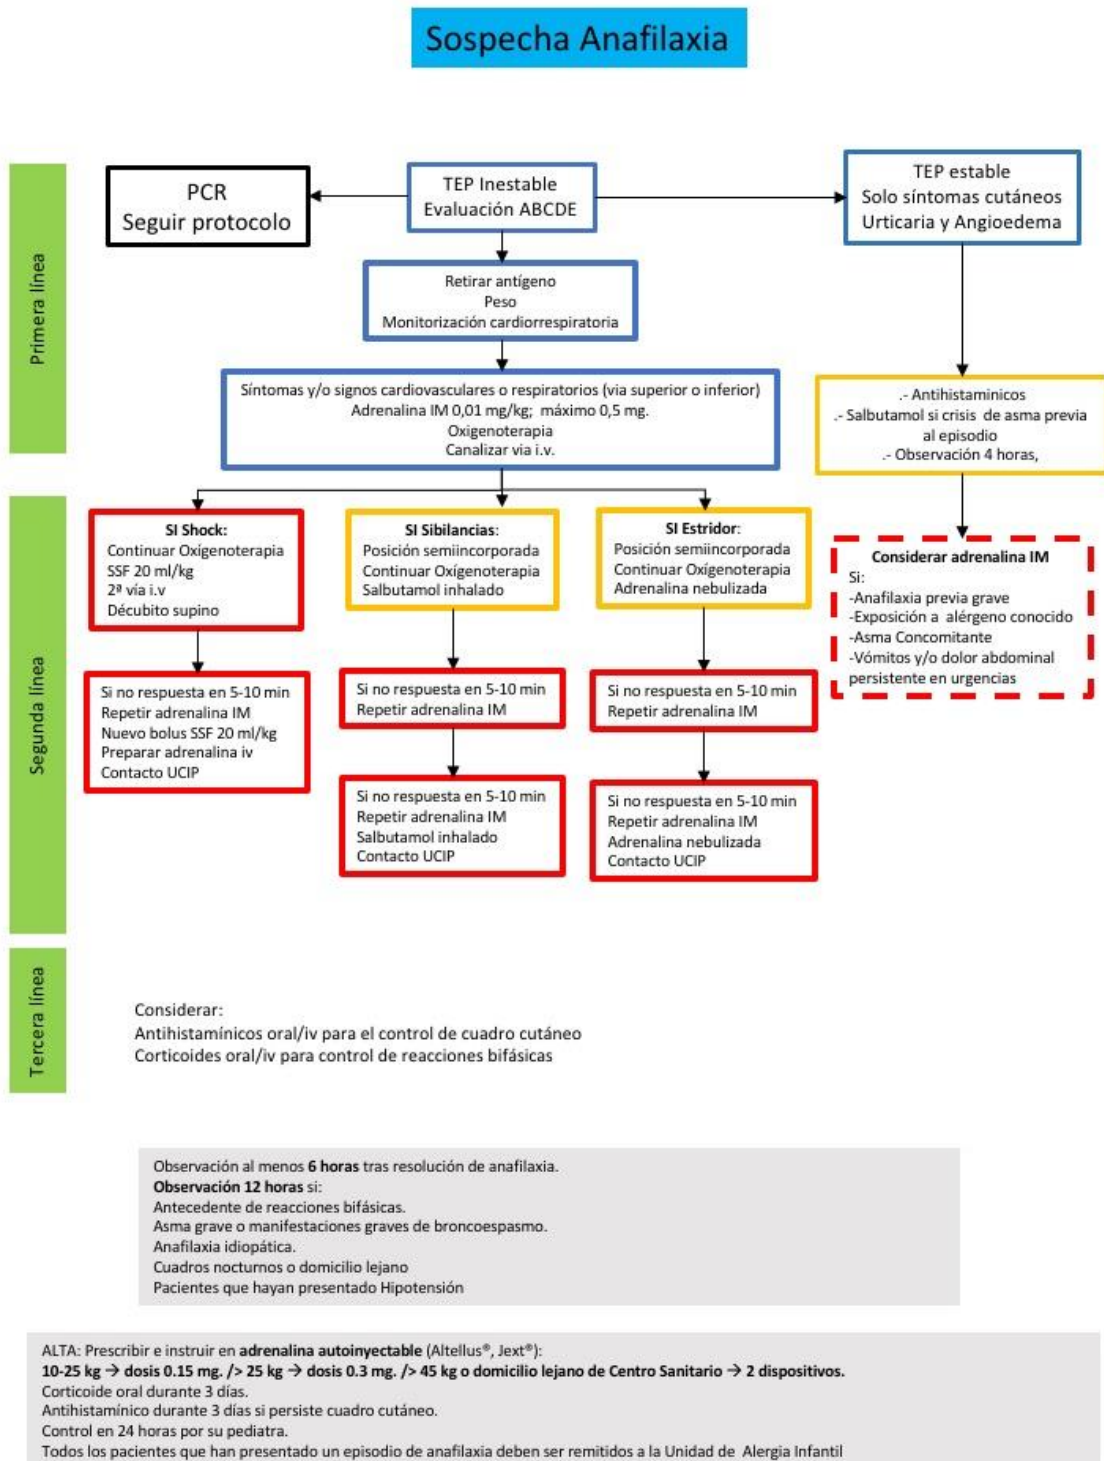 Sospecha Anafilaxia
Primera línea
PCR
Seguir protocolo
TEP Inestable
Evaluación ABCDE
TEP estable
Solo síntomas cutáneos
Urticaria y Angioedema
Retirar antígeno
Peso
Monitorización cardiorrespiratoria
Síntomas y/o signos cardiovasculares o respiratorios (via superior o inferior)
Adrenalina IM 0,01 mg/kg; máximo 0,5 mg.
Oxigenoterapia
Canalizar via i.v.
.- Antihistaminicos
.- Salbutamol si crisis de asma previa
al episodio
.- Observación 4 horas,
Segunda línea
SI Shock:
Continuar Oxígenoterapia
SSF 20 ml/kg
2ª vía i.v
Décubito supino
SI Sibilancias:
Posición semiincorporada
Continuar Oxígenoterapia
Salbutamol inhalado
SI Estridor:
Posición semiincorporada
Continuar Oxígenoterapia
Adrenalina nebulizada
Considerar adrenalina IM
Si:
-Anafilaxia previa grave
-Exposición a alérgeno conocido
-Asma Concomitante
-Vómitos y/o dolor abdominal
persistente en urgencias
Si no respuesta en 5-10 min
Repetir adrenalina IM
Nuevo bolus SSF 20 ml/kg
Preparar adrenalina iv
Contacto UCIP
Si no respuesta en 5-10 min
Repetir adrenalina IM
Si no respuesta en 5-10 min
Repetir adrenalina IM
Si no respuesta en 5-10 min
Repetir adrenalina IM
Salbutamol inhalado
Contacto UCIP
Si no respuesta en 5-10 min
Repetir adrenalina IM
Adrenalina nebulizada
Contacto UCIP
Tercera línea
Considerar:
Antihistamínicos oral/iv para el control de cuadro cutáneo
Corticoides oral/iv para control de reacciones bifásicas
Observación al menos 6 horas tras resolución de anafilaxia.
Observación 12 horas si:
Antecedente de reacciones bifásicas.
Asma grave o manifestaciones graves de broncoespasmo.
Anafilaxia idiopática.
Cuadros nocturnos o domicilio lejano
Pacientes que hayan presentado Hipotensión
ALTA: Prescribir e instruir en adrenalina autoinyectable (Altellus®, Jext®):
10-25 kg → dosis 0.15 mg. /> 25 kg → dosis 0.3 mg. /> 45 kg o domicilio lejano de Centro Sanitario → 2 dispositivos.
Corticoide oral durante 3 días.
Antihistamínico durante 3 días si persiste cuadro cutáneo.
Control en 24 horas por su pediatra.
Todos los pacientes que han presentado un episodio de anafilaxia deben ser remitidos a la Unidad de Alergia Infantil